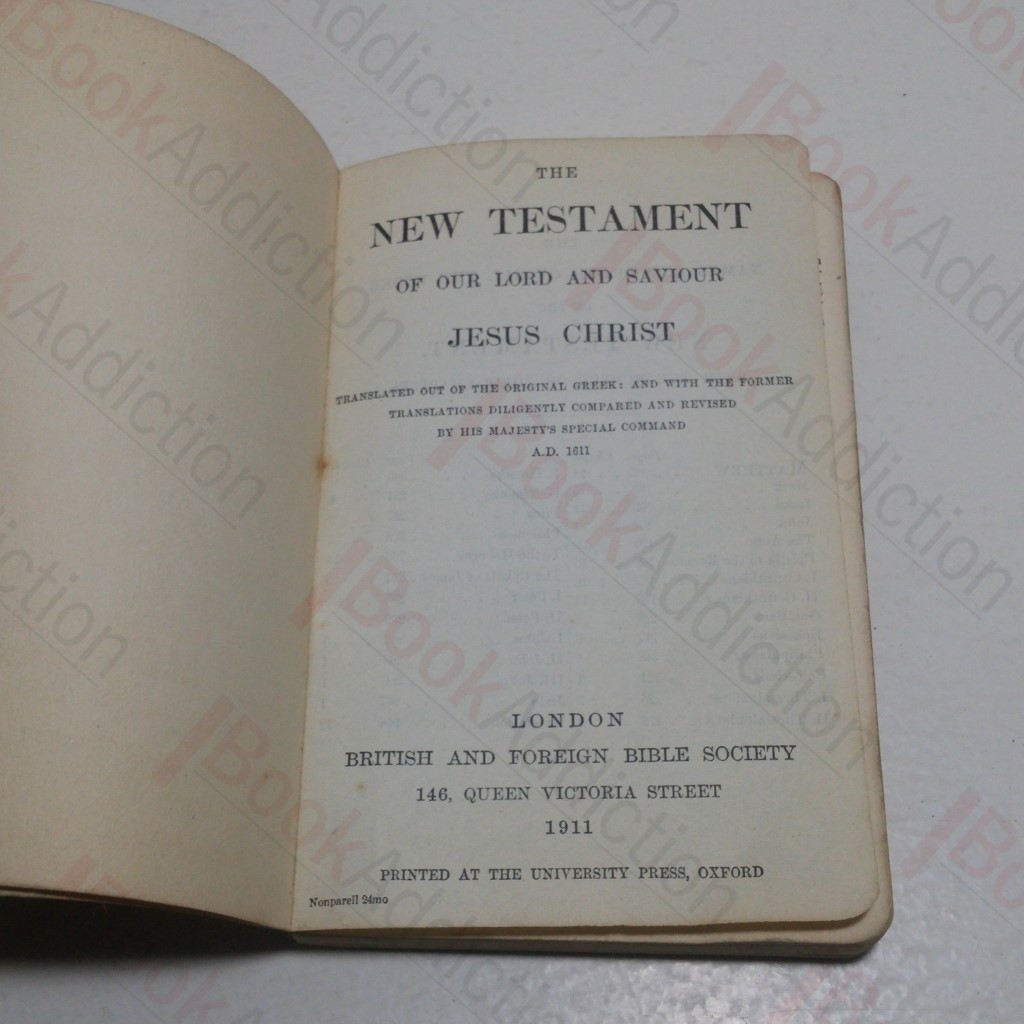 THE
NEW TESTAMENT
OF OUR LORD AND SAVIOUR
JESUS CHRIST
TRANSLATED OUT OF THE ORIGINAL GREEK: AND WITH THE FORMER
TRANSLATIONS DILIGENTLY COMPARED AND REVISED
BY HIS MAJESTY'S SPECIAL COMMAND
A.D. 1611
LONDON
BRITISH AND FOREIGN BIBLE SOCIETY
146, QUEEN VICTORIA STREET
1911
PRINTED AT THE UNIVERSITY PRESS, OXFORD
Nonparell 24mo
BookAddiction